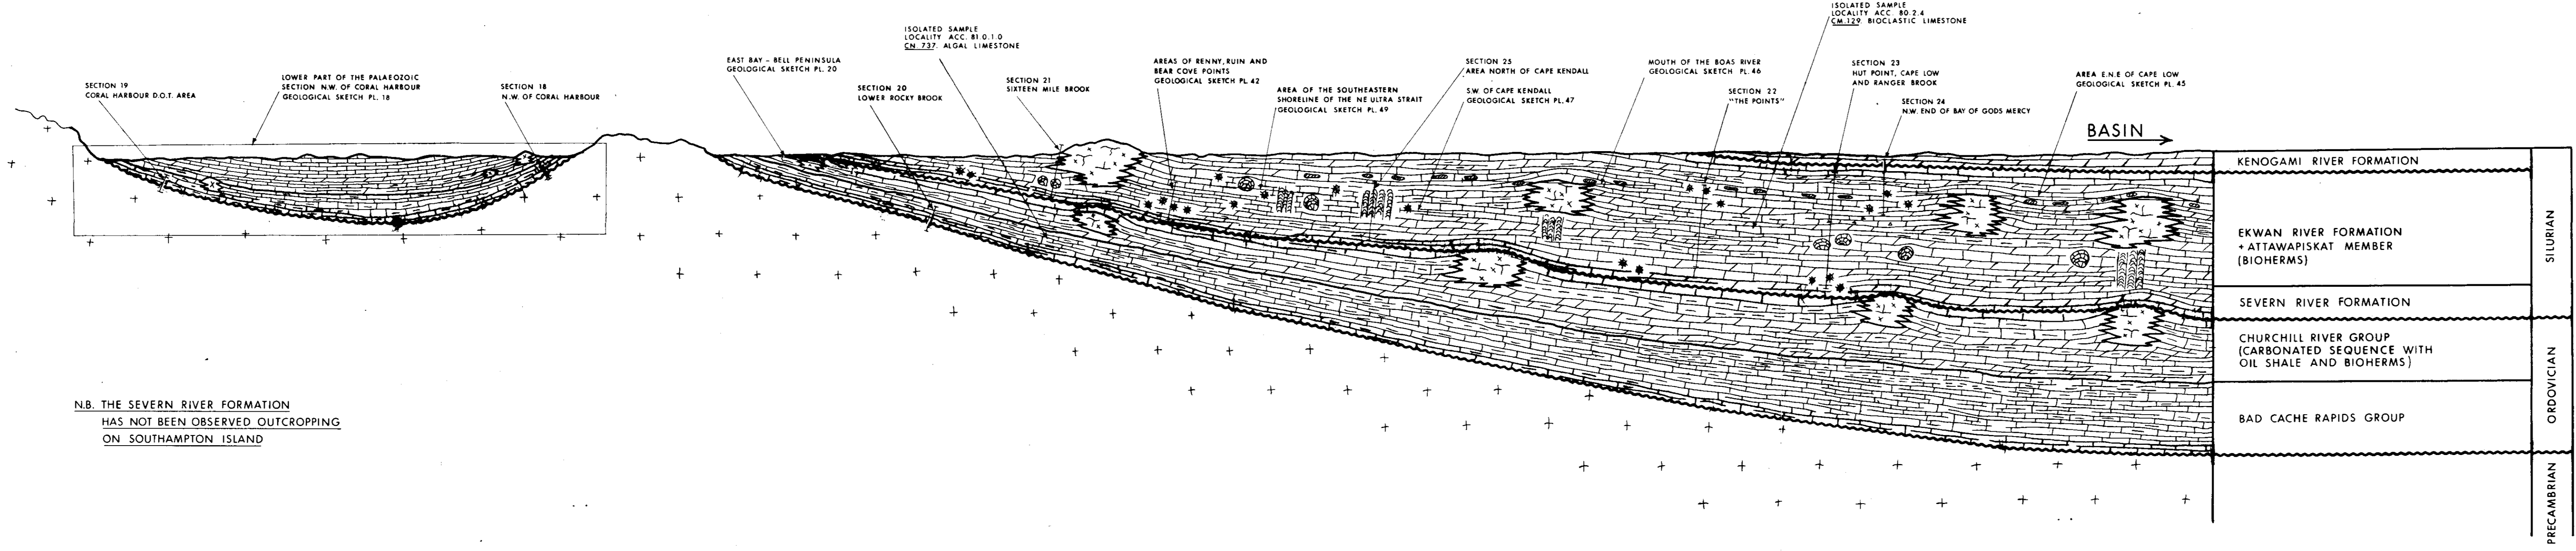 SECTION 19
CORAL HARBOUR D.O.T. AREA
LOWER PART OF THE PALAEOZOIC
SECTION N.W. OF CORAL HARBOUR
GEOLOGICAL SKETCH PL. 18
SECTION 18
N.W. OF CORAL HARBOUR
EAST BAY - BELL PENINSULA
GEOLOGICAL SKETCH PL. 20
SECTION 20
LOWER ROCKY BROOK
ISOLATED SAMPLE
LOCALITY ACC. 81.0.1.0
CN. 737. ALGAL LIMESTONE
SECTION 21
SIXTEEN MILE BROOK
AREAS OF RENNY, RUIN AND
BEAR COVE POINTS
GEOLOGICAL SKETCH PL 42
AREA OF THE SOUTHEASTERN
SHORELINE OF THE NE ULTRA STRAIT
GEOLOGICAL SKETCH PL. 49
SECTION 25
AREA NORTH OF CAPE KENDALL
S.W. OF CAPE KENDALL
GEOLOGICAL SKETCH PL. 47
MOUTH OF THE BOAS RIVER
GEOLOGICAL SKETCH PL. 46
SECTION 22
"THE POINTS"
ISOLATED SAMPLE
LOCALITY ACC. 80.2.4
CM.129. BIOCLASTIC LIMESTONE
SECTION 23
HUT POINT, CAPE LOW
AND RANGER BROOK
SECTION 24
N.W. END OF BAY OF GODS MERCY
AREA E.N.E OF CAPE LOW
GEOLOGICAL SKETCH PL. 45
BASIN
KENOGAMI RIVER FORMATION
EKWAN RIVER FORMATION
+ ATTAWAPISKAT MEMBER
(BIOHERMS)
SEVERN RIVER FORMATION
CHURCHILL RIVER GROUP
(CARBONATED SEQUENCE WITH
OIL SHALE AND BIOHERMS)
BAD CACHE RAPIDS GROUP
SILURIAN
ORDOVICIAN
PRECAMBRIAN
N.B. THE SEVERN RIVER FORMATION
HAS NOT BEEN OBSERVED OUTCROPPING
ON SOUTHAMPTON ISLAND